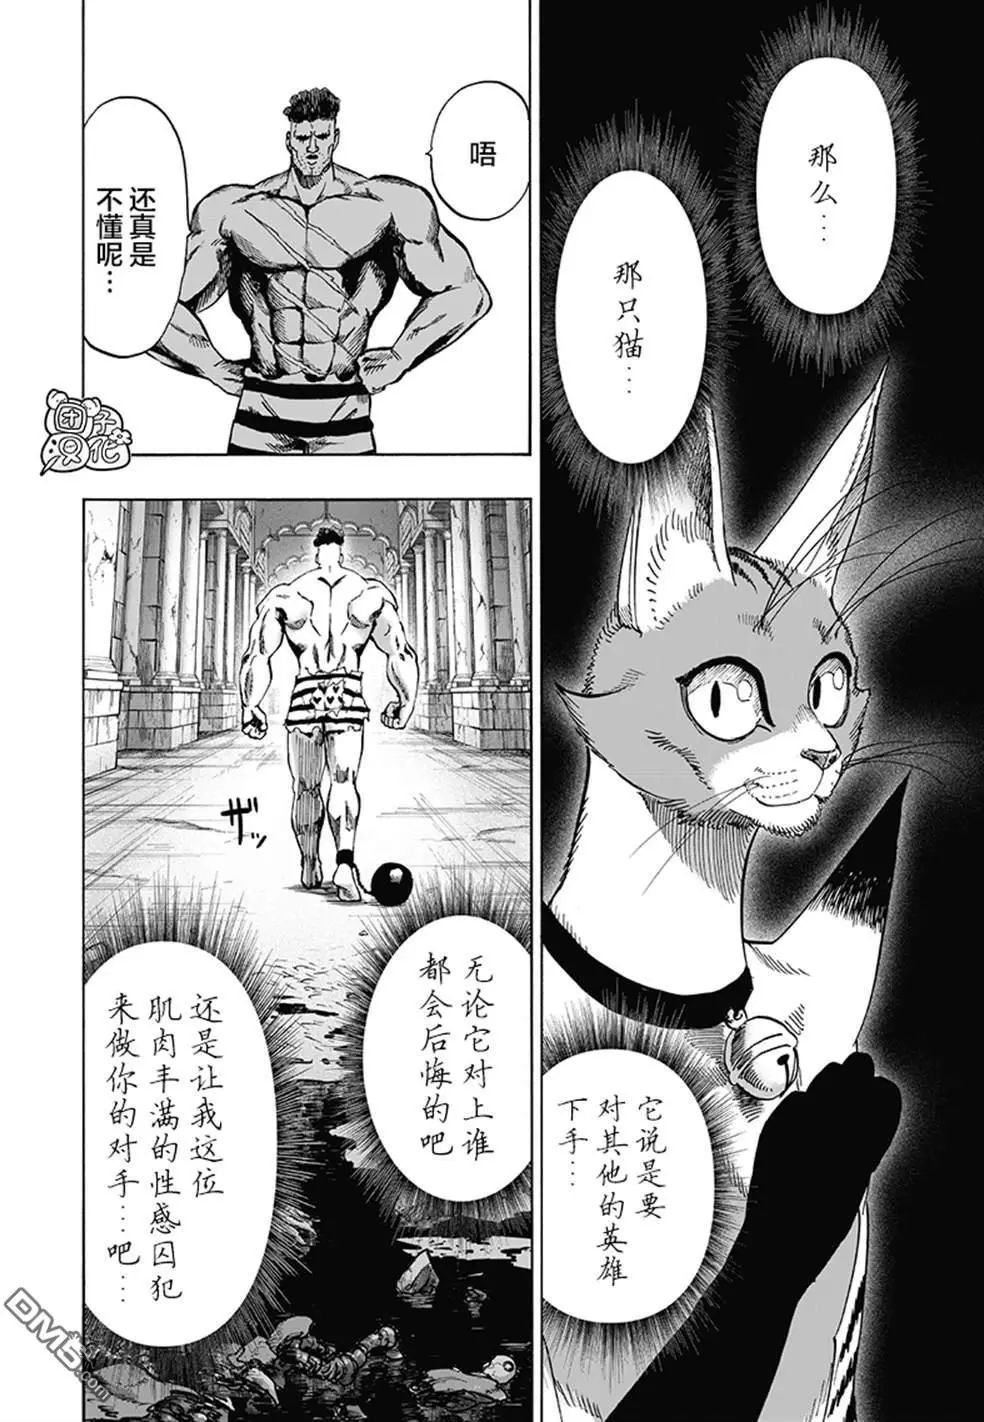 那么…
那只猫…
它说是要
对其他的英雄
下手…
唔
还真是
不懂呢…
团子
汉化
ザッ
无论它对上谁
都会后悔的吧
还是让我这位
肌肉丰满的性感囚犯
来做你的对手…吧…
DM5
.com